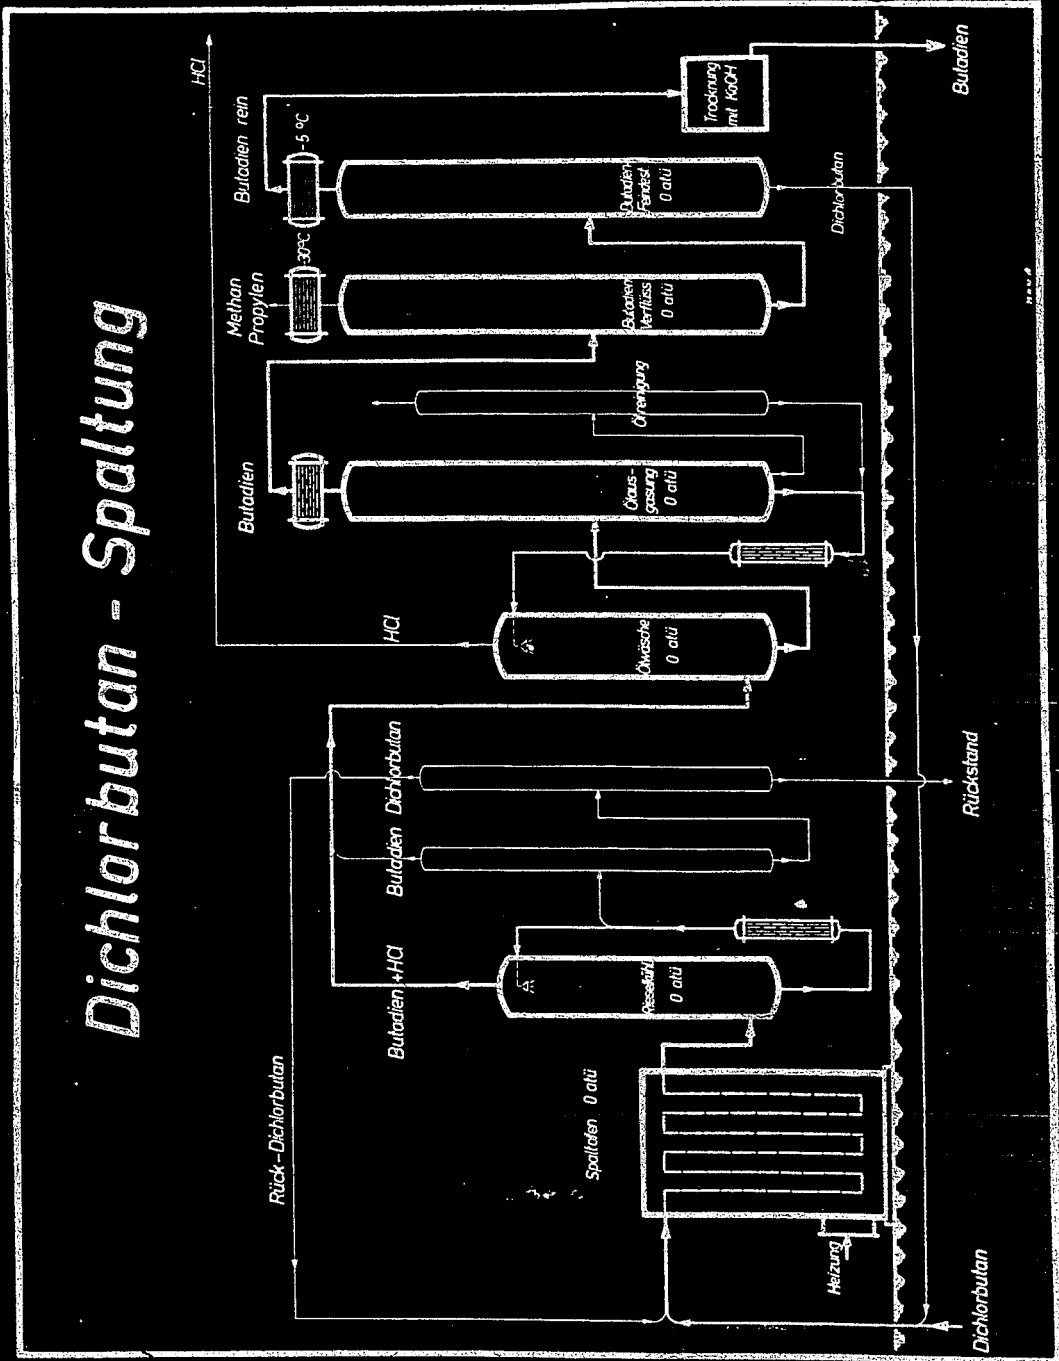 Dichlorbutan - Spaltung
HCl
Butadien rein
-5 °C
Trocknung
mit KaOH
Butadien
Methan
Propylen
-30°C
Butadien
Feindest.
0 atü
Dichlorbutan
Butadien
Verflüss
0 atü
Ölreinigung
Butadien
Ölaus-
gasung
0 atü
HCl
Ölwäsche
0 atü
Butadien
Dichlorbutan
Rückstand
Butadien+HCl
Rieselkühl.
0 atü
Rück-Dichlorbutan
Spaltofen 0 atü
Heizung
Dichlorbutan